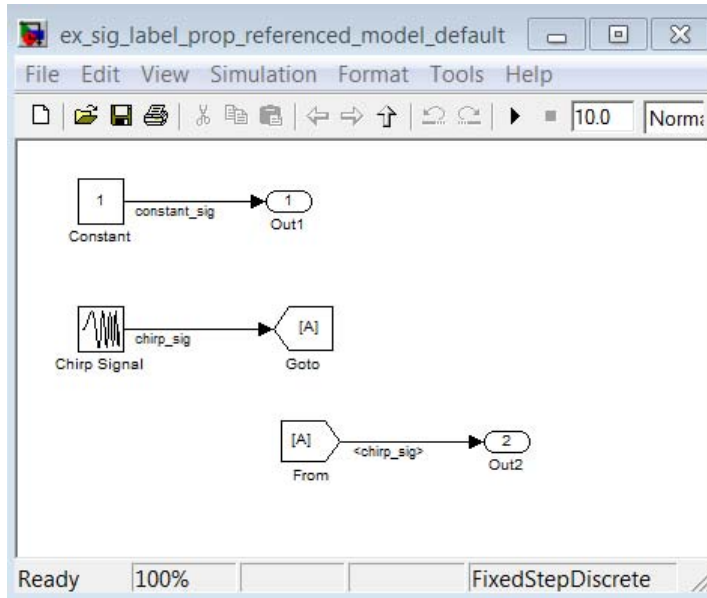 ex_sig_label_prop_referenced_model_default
File Edit View Simulation Format Tools Help
10.0 Norma
1
constant_sig
1
Constant
Out1
chirp_sig
[A]
Chirp Signal
Goto
[A]
<chirp_sig>
2
From
Out2
Ready 100% FixedStepDiscrete